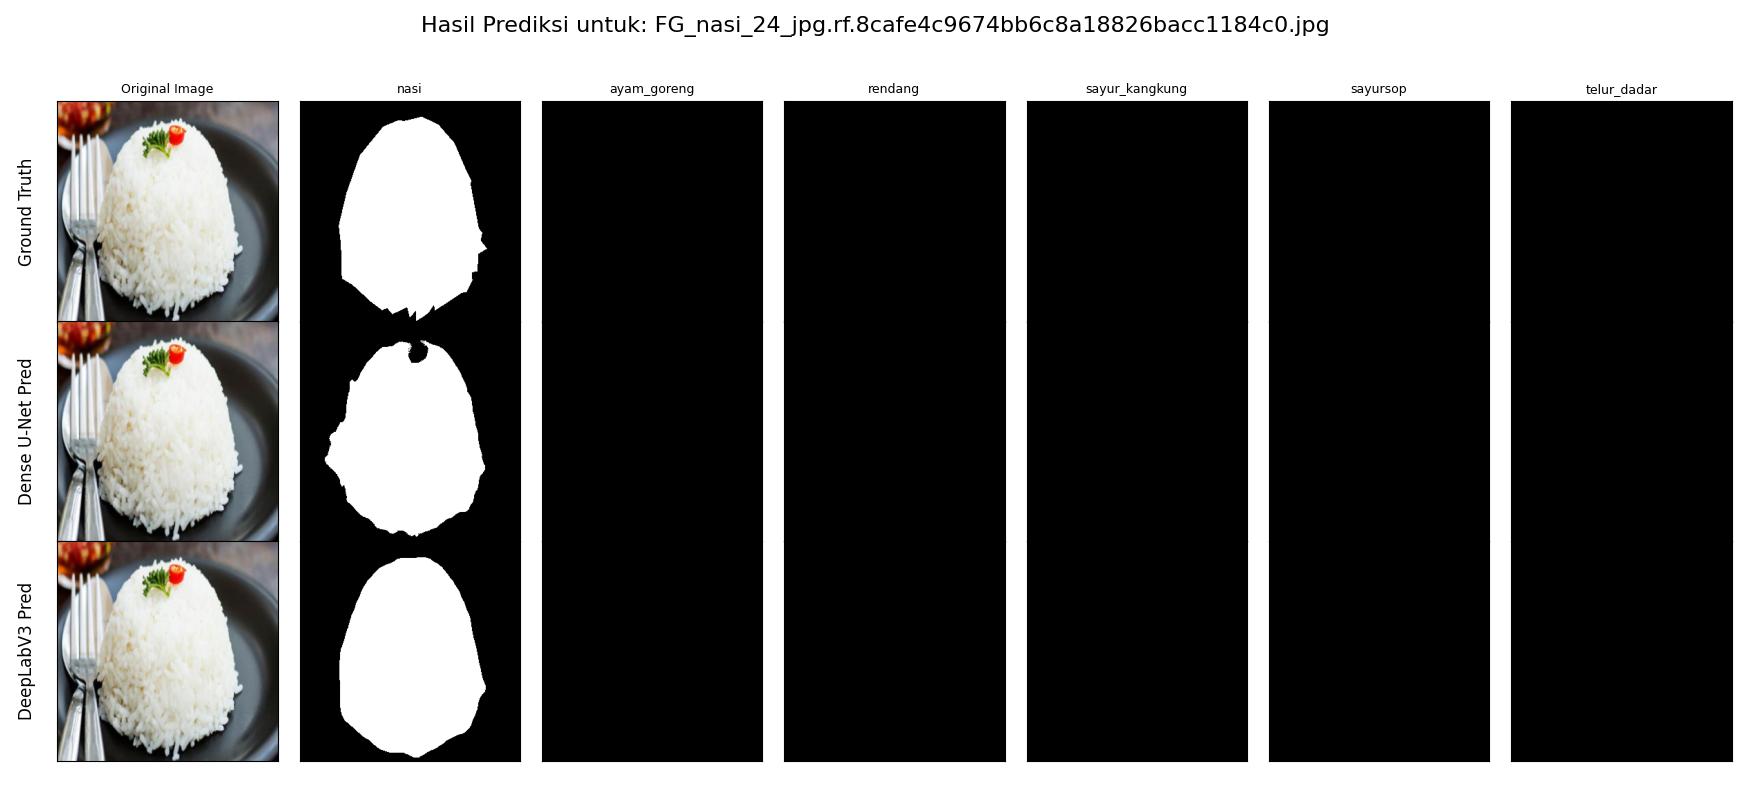 Hasil Prediksi untuk: FG_nasi_24_jpg.rf.8cafe4c9674bb6c8a18826bacc1184c0.jpg
Original Image
nasi
ayam_goreng
rendang
sayur_kangkung
sayursop
telur_dadar
Ground Truth
Dense U-Net Pred
DeepLabV3 Pred